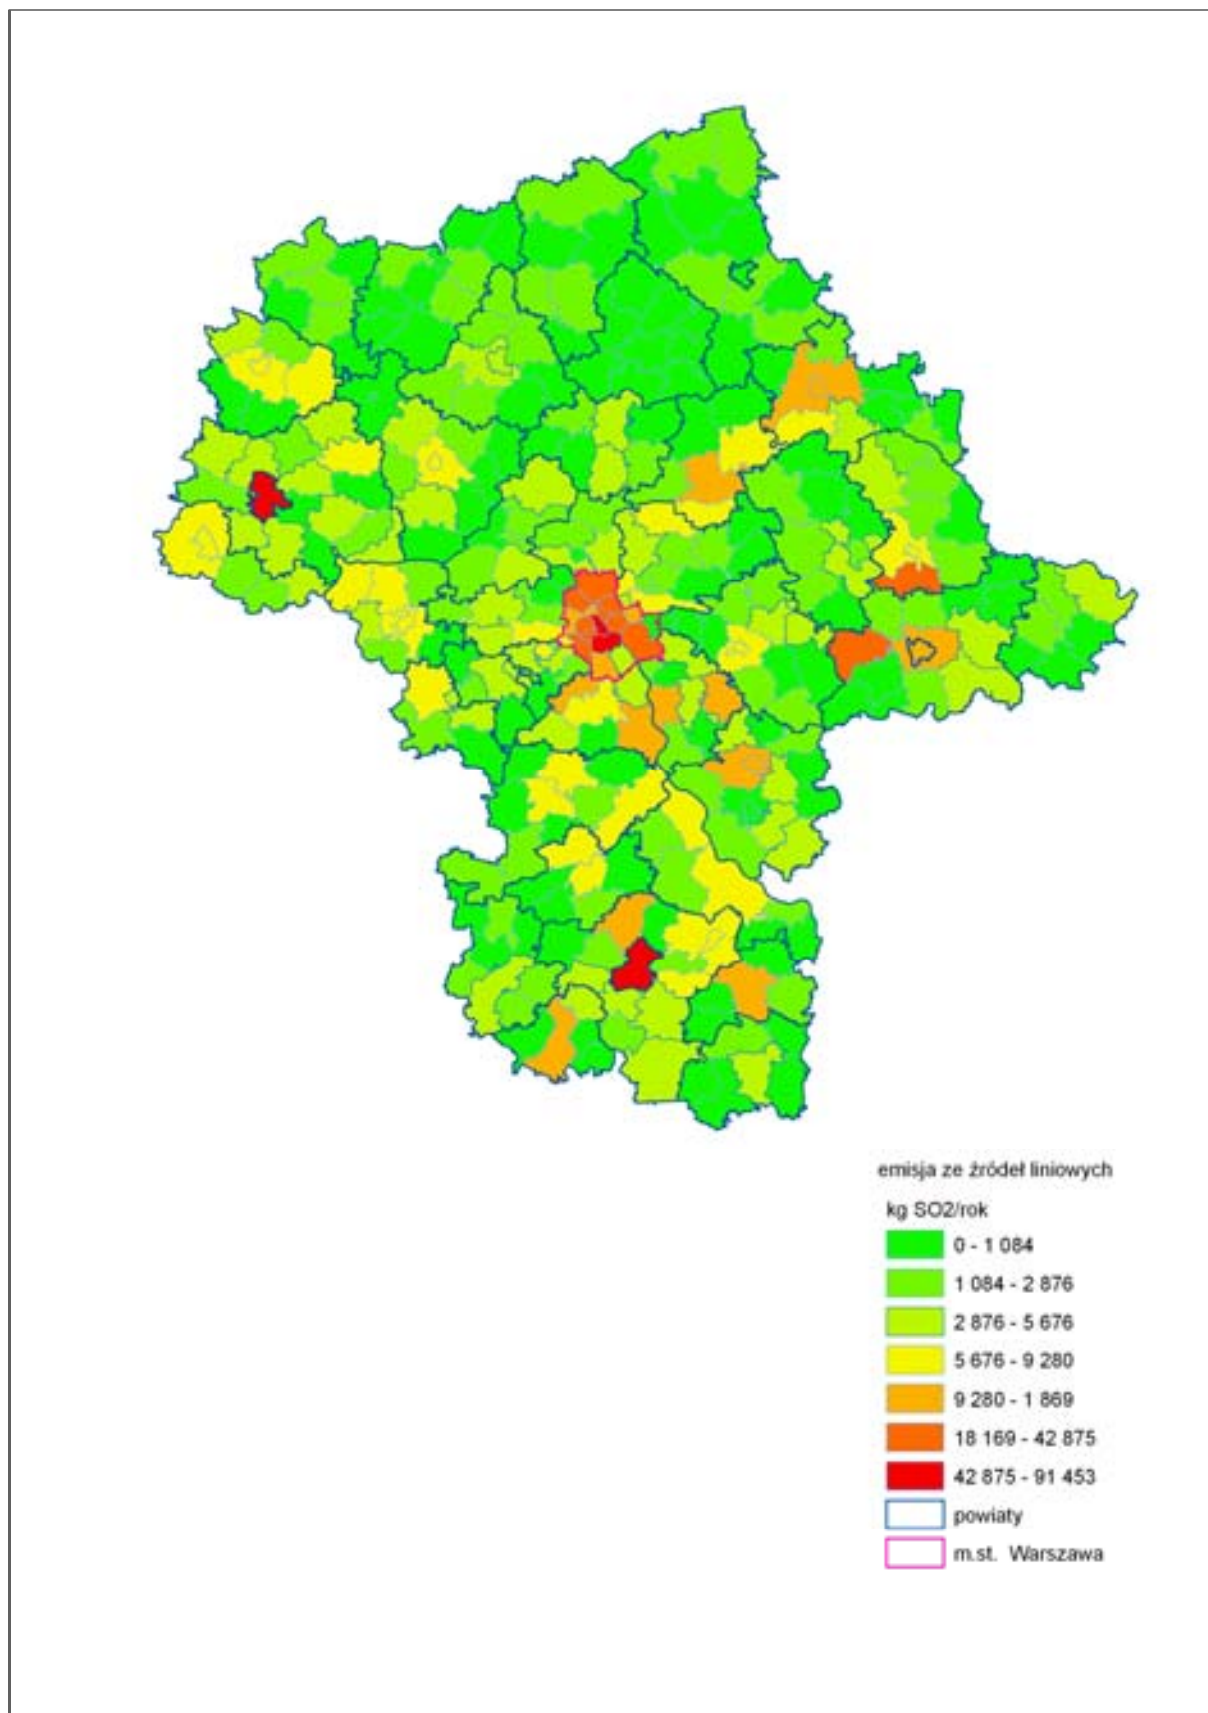 emisja ze źródeł liniowych
kg SO2/rok
0 - 1 084
1 084 - 2 876
2 876 - 5 676
5 676 - 9 280
9 280 - 1 869
18 169 - 42 875
42 875 - 91 453
powiaty
m.st. Warszawa